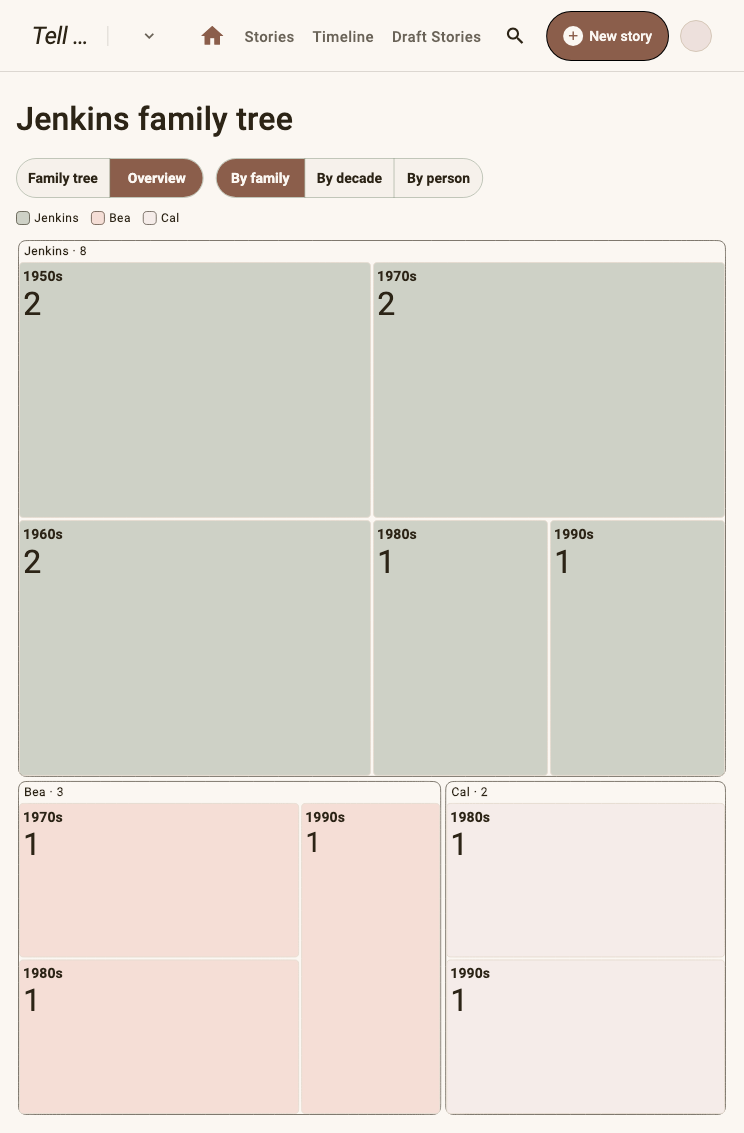 Tell ...
Stories Timeline Draft Stories New story
Jenkins family tree
Family tree Overview By family By decade By person
Jenkins Bea Cal
Jenkins · 8
1950s 1970s
2 2
1960s 1980s 1990s
2 1 1
Bea · 3 Cal · 2
1970s 1990s 1980s
1 1 1
1980s 1990s
1 1